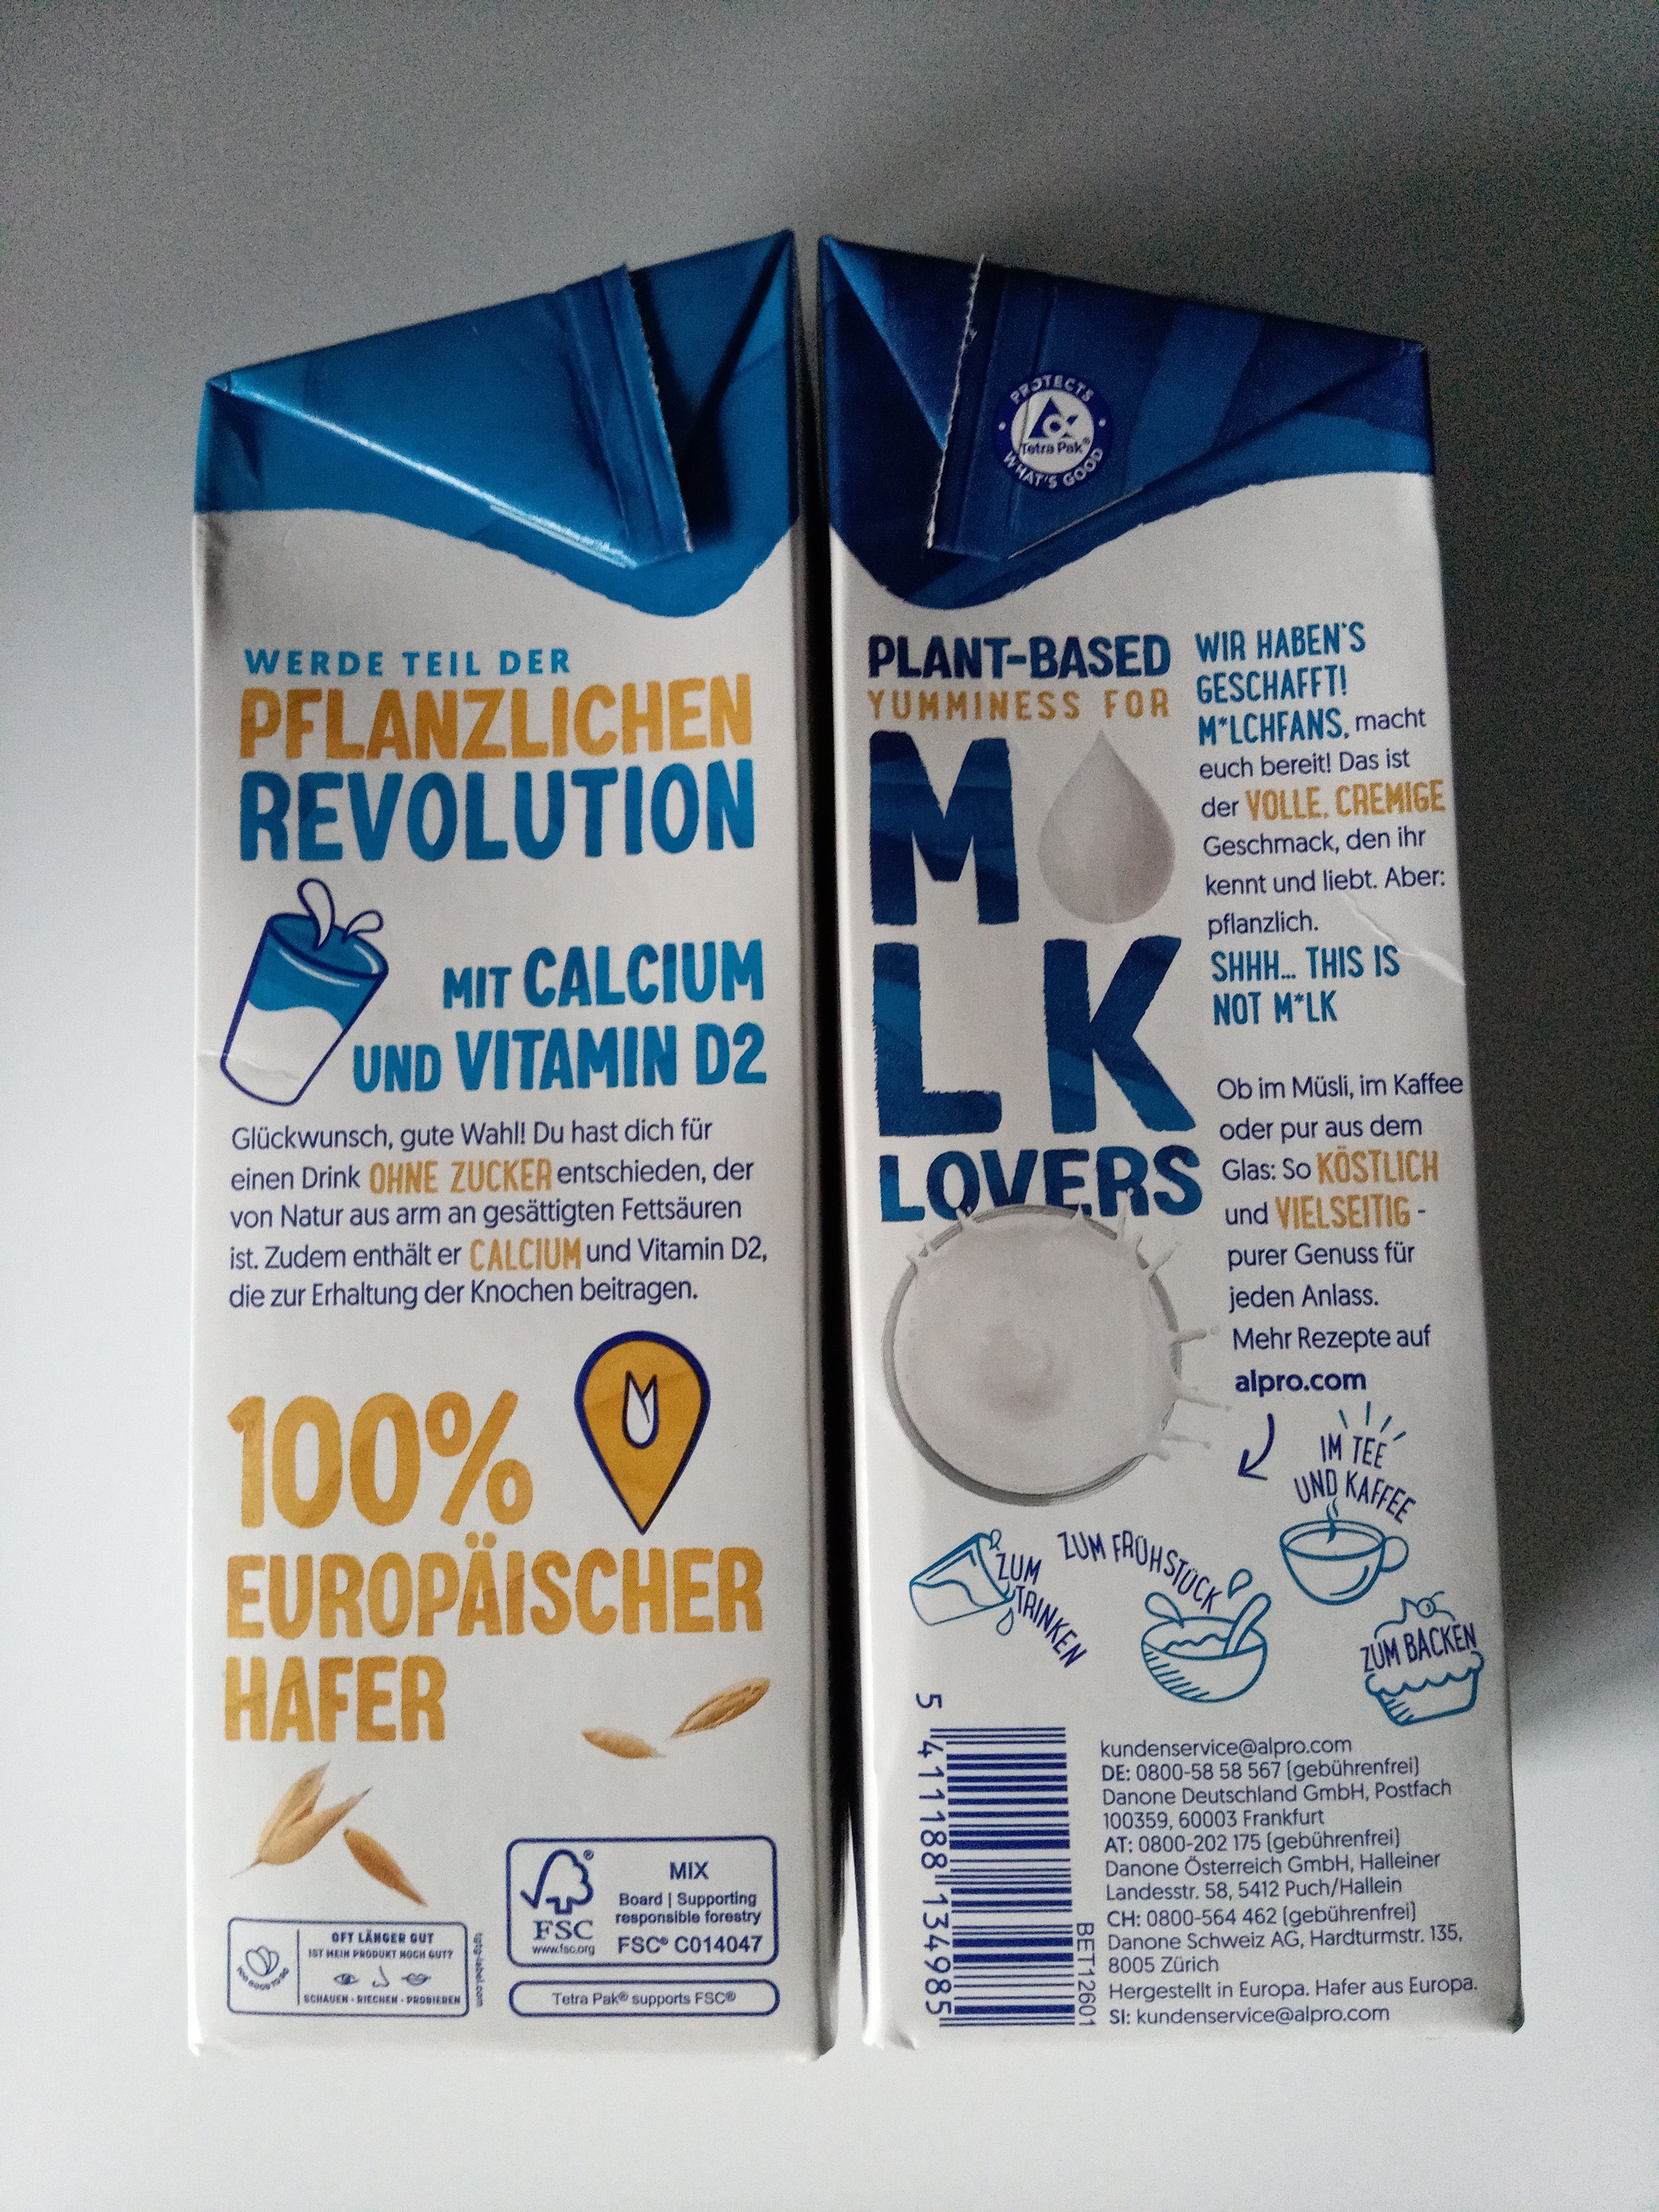 WERDE TEIL DER
PFLANZLICHEN
REVOLUTION
MIT CALCIUM
UND VITAMIN D2
Glückwunsch, gute Wahl! Du hast dich für
einen Drink OHNE ZUCKER entschieden, der
von Natur aus arm an gesättigten Fettsäuren
ist. Zudem enthält er CALCIUM und Vitamin D2,
die zur Erhaltung der Knochen beitragen.
100%
EUROPÄISCHER
HAFER
OFT LÄNGER GUT
IST MEIN PRODUKT NOCH GUT?
SCHAUEN - RIECHEN - PROBIEREN
TOO GOOD TO GO
tgtg-label.com
FSC®
www.fsc.org
MIX
Board | Supporting
responsible forestry
FSC® C014047
Tetra Pak® supports FSC®
PROTECTS
Tetra Pak®
WHAT'S GOOD
PLANT-BASED
YUMMINESS FOR
M
LK
LOVERS
WIR HABEN'S
GESCHAFFT!
M*LCHFANS, macht
euch bereit! Das ist
der VOLLE, CREMIGE
Geschmack, den ihr
kennt und liebt. Aber:
pflanzlich.
SHHH... THIS IS
NOT M*LK
Ob im Müsli, im Kaffee
oder pur aus dem
Glas: So KÖSTLICH
und VIELSEITIG -
purer Genuss für
jeden Anlass.
Mehr Rezepte auf
alpro.com
IM TEE
UND KAFFEE
ZUM FRÜHSTÜCK
ZUM
TRINKEN
ZUM BACKEN
5 411188 134985
BET12601
kundenservice@alpro.com
DE: 0800-58 58 567 (gebührenfrei)
Danone Deutschland GmbH, Postfach
100359, 60003 Frankfurt
AT: 0800-202 175 (gebührenfrei)
Danone Österreich GmbH, Halleiner
Landesstr. 58, 5412 Puch/Hallein
CH: 0800-564 462 (gebührenfrei)
Danone Schweiz AG, Hardturmstr. 135,
8005 Zürich
Hergestellt in Europa. Hafer aus Europa.
SI: kundenservice@alpro.com